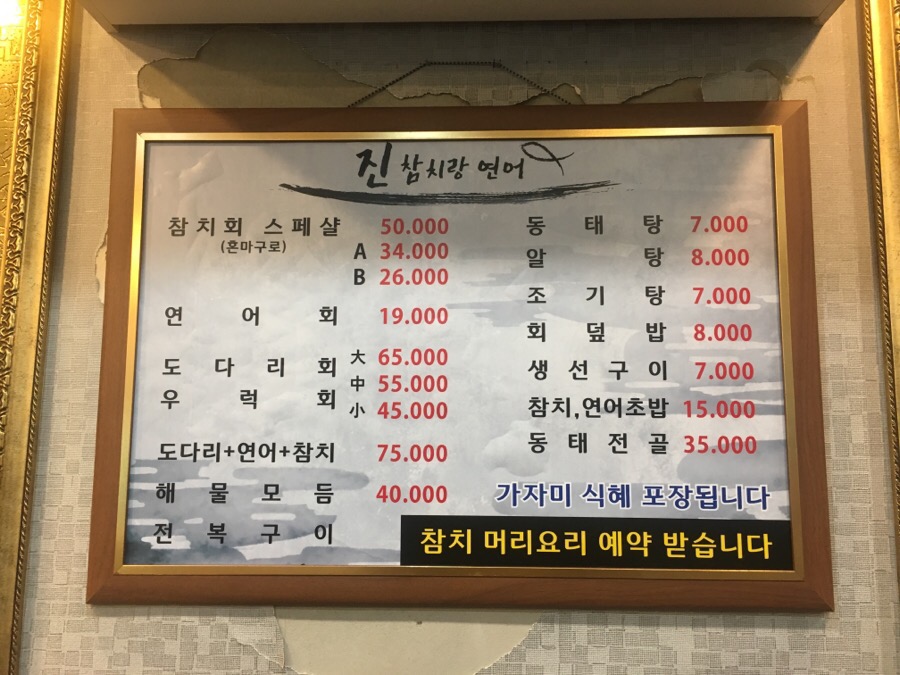 진참치랑 연어
참치회 스페샬 50.000
(혼마구로)
A 34.000
B 26.000
연어회 19.000
도다리회 大 65.000
우럭회 中 55.000
小 45.000
도다리+연어+참치 75.000
해물모듬 40.000
전복구이
동태탕 7.000
알탕 8.000
조기탕 7.000
회덮밥 8.000
생선구이 7.000
참치,연어초밥 15.000
동태전골 35.000
가자미 식혜 포장됩니다
참치 머리요리 예약 받습니다